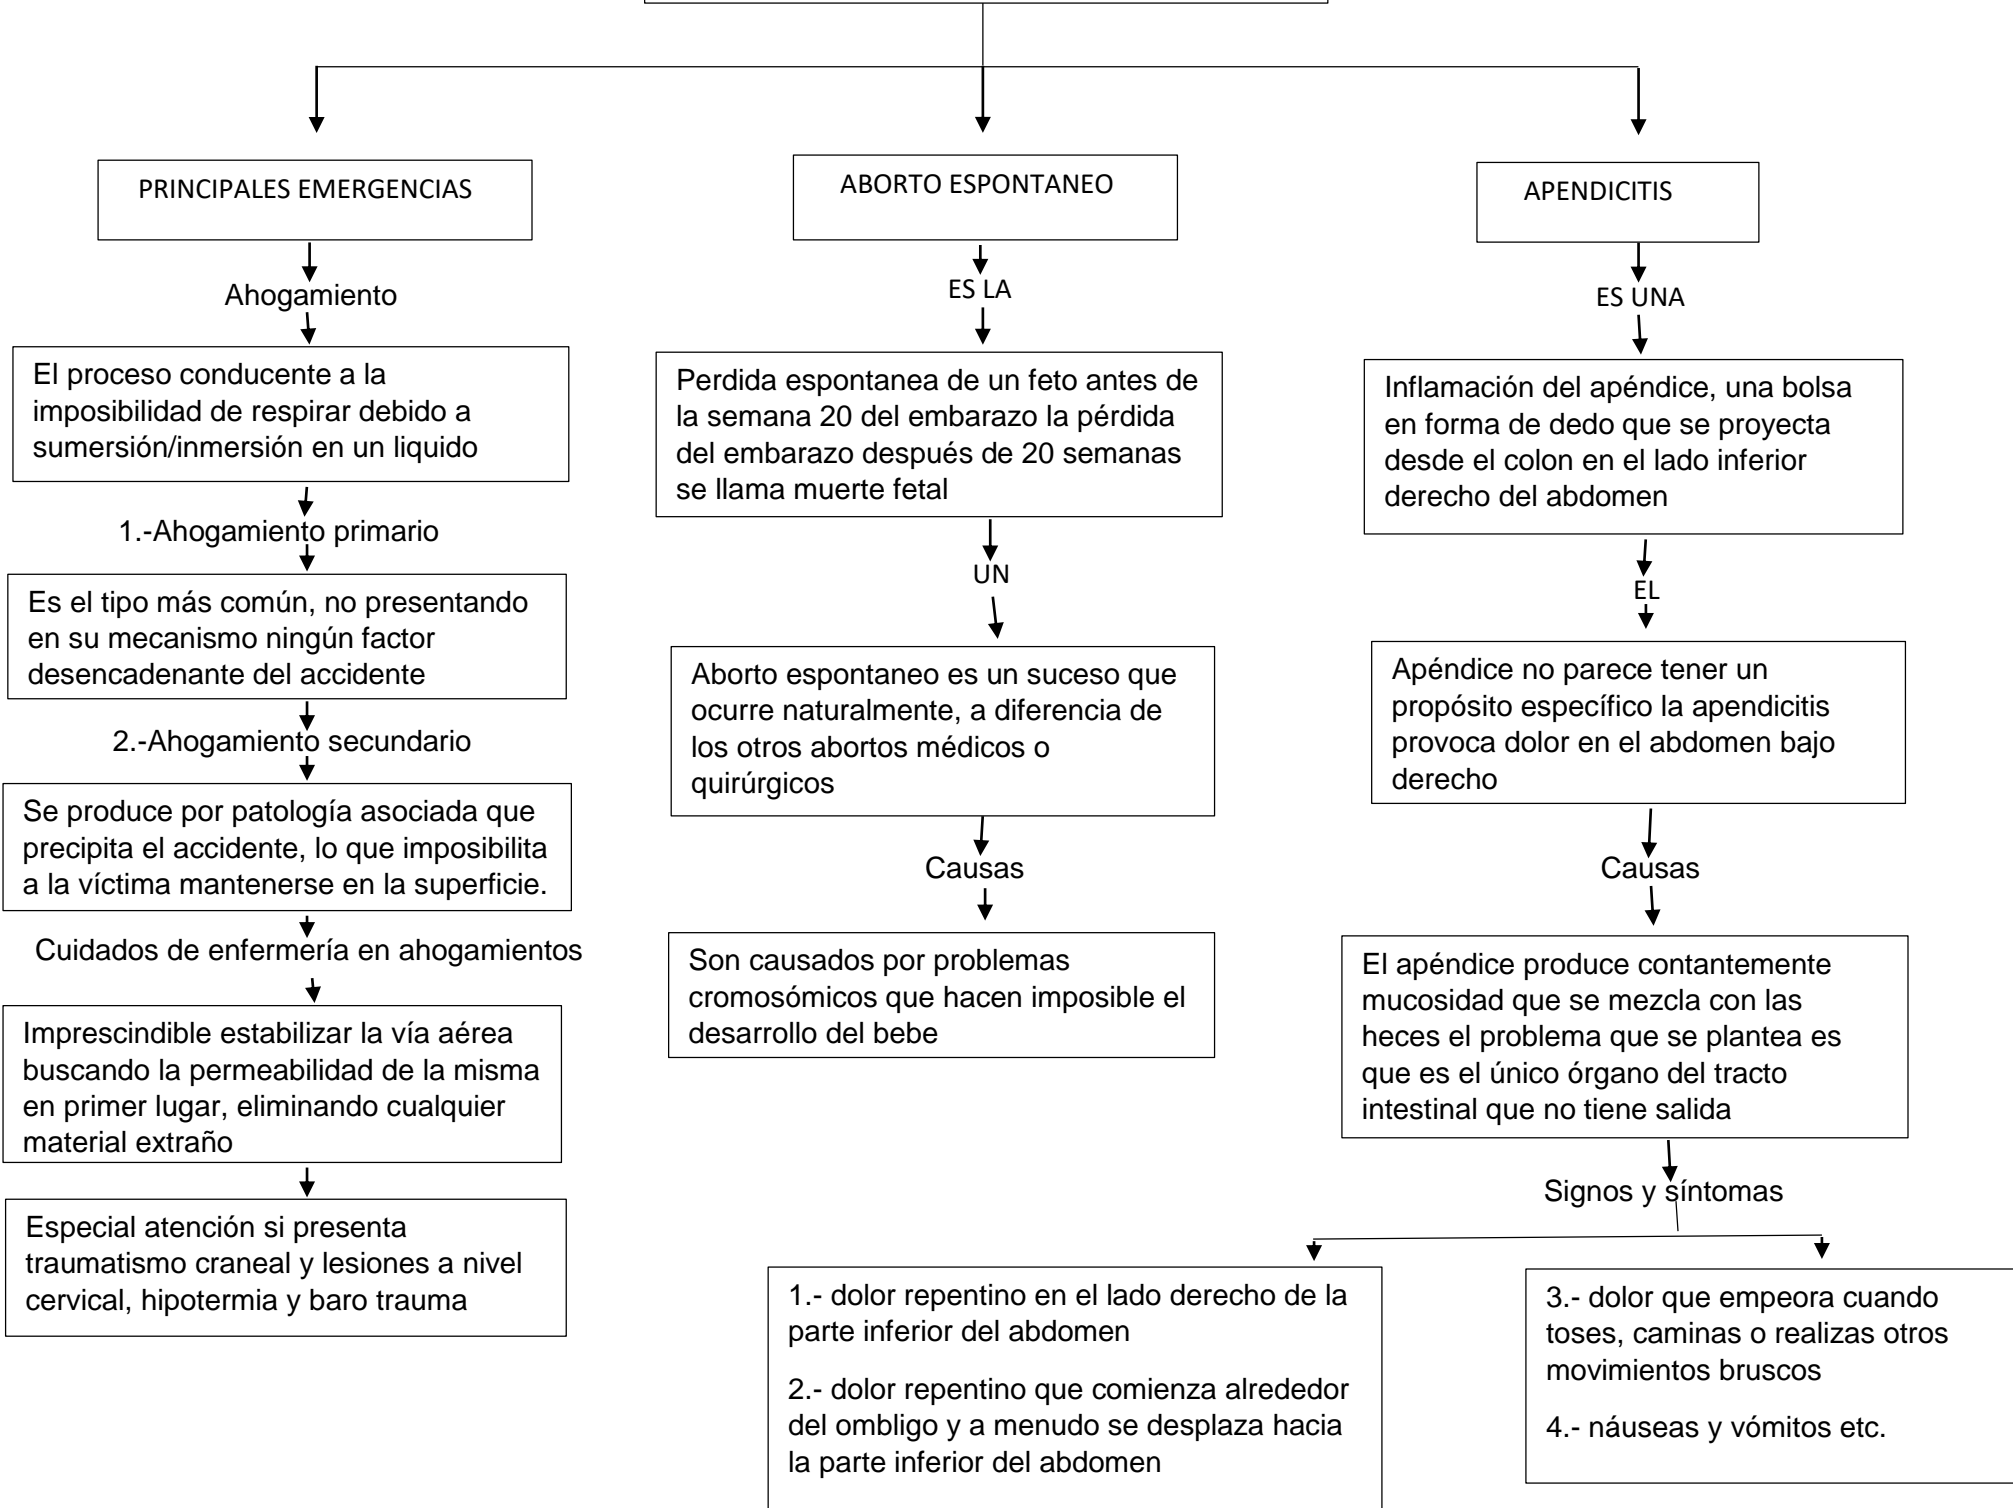 PRINCIPALES EMERGENCIAS
Ahogamiento
El proceso conducente a la
imposibilidad de respirar debido a
sumersión/inmersión en un liquido
1.-Ahogamiento primario
Es el tipo más común, no presentando
en su mecanismo ningún factor
desencadenante del accidente
2.-Ahogamiento secundario
Se produce por patología asociada que
precipita el accidente, lo que imposibilita
a la víctima mantenerse en la superficie.
Cuidados de enfermería en ahogamientos
Imprescindible estabilizar la vía aérea
buscando la permeabilidad de la misma
en primer lugar, eliminando cualquier
material extraño
Especial atención si presenta
traumatismo craneal y lesiones a nivel
cervical, hipotermia y baro trauma
ABORTO ESPONTANEO
ES LA
Perdida espontanea de un feto antes de
la semana 20 del embarazo la pérdida
del embarazo después de 20 semanas
se llama muerte fetal
UN
Aborto espontaneo es un suceso que
ocurre naturalmente, a diferencia de
los otros abortos médicos o
quirúrgicos
Causas
Son causados por problemas
cromosómicos que hacen imposible el
desarrollo del bebe
APENDICITIS
ES UNA
Inflamación del apéndice, una bolsa
en forma de dedo que se proyecta
desde el colon en el lado inferior
derecho del abdomen
EL
Apéndice no parece tener un
propósito específico la apendicitis
provoca dolor en el abdomen bajo
derecho
Causas
El apéndice produce contantemente
mucosidad que se mezcla con las
heces el problema que se plantea es
que es el único órgano del tracto
intestinal que no tiene salida
Signos y síntomas
1.- dolor repentino en el lado derecho de la
parte inferior del abdomen
2.- dolor repentino que comienza alrededor
del ombligo y a menudo se desplaza hacia
la parte inferior del abdomen
3.- dolor que empeora cuando
toses, caminas o realizas otros
movimientos bruscos
4.- náuseas y vómitos etc.